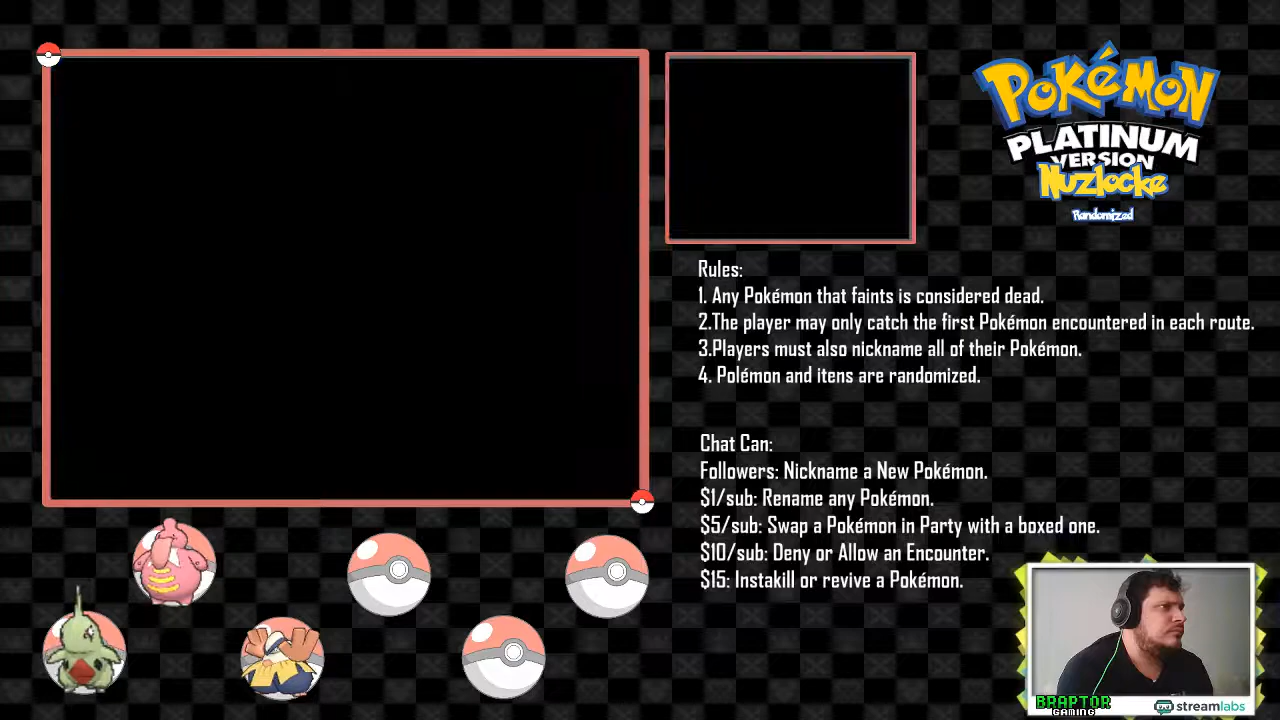 POKÉMON
PLATINUM
VERSION
Nuzlocke
Randomized
Rules:
1. Any Pokémon that faints is considered dead.
2.The player may only catch the first Pokémon encountered in each route.
3.Players must also nickname all of their Pokémon.
4. Polémon and itens are randomized.
Chat Can:
Followers: Nickname a New Pokémon.
$1/sub: Rename any Pokémon.
$5/sub: Swap a Pokémon in Party with a boxed one.
$10/sub: Deny or Allow an Encounter.
$15: Instakill or revive a Pokémon.
BRAPTOR
GAMING
streamlabs